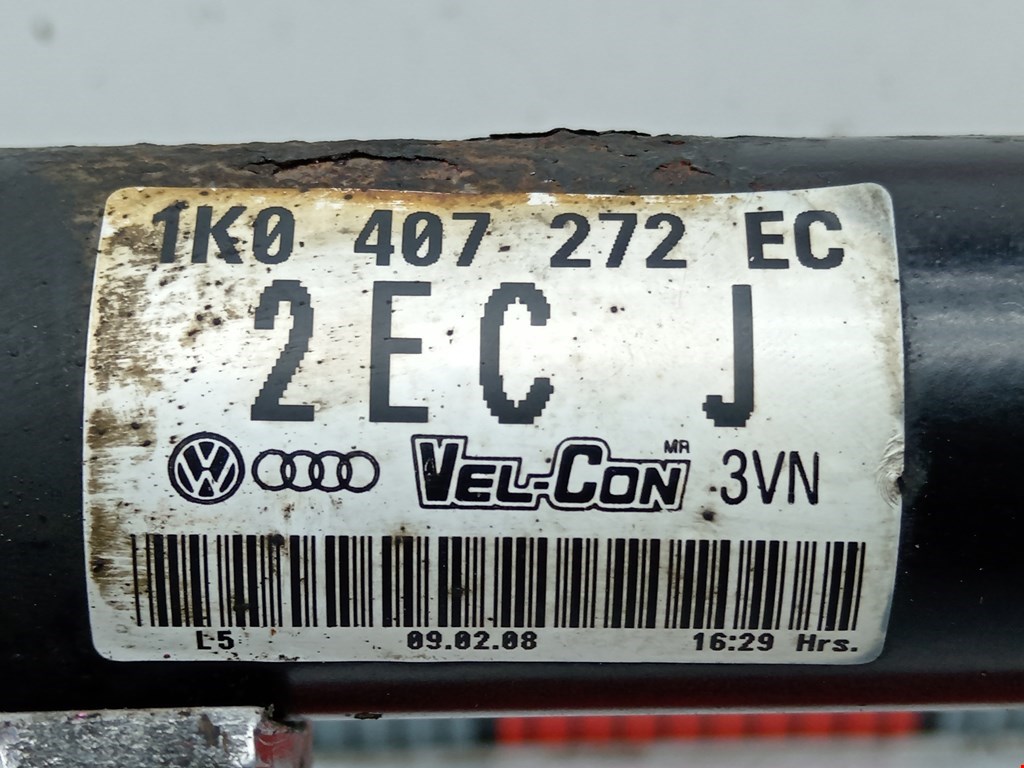 1K0 407 272 EC
2EC J
VEL-CON MR 3VN
L5 09.02.08 16:29 Hrs.